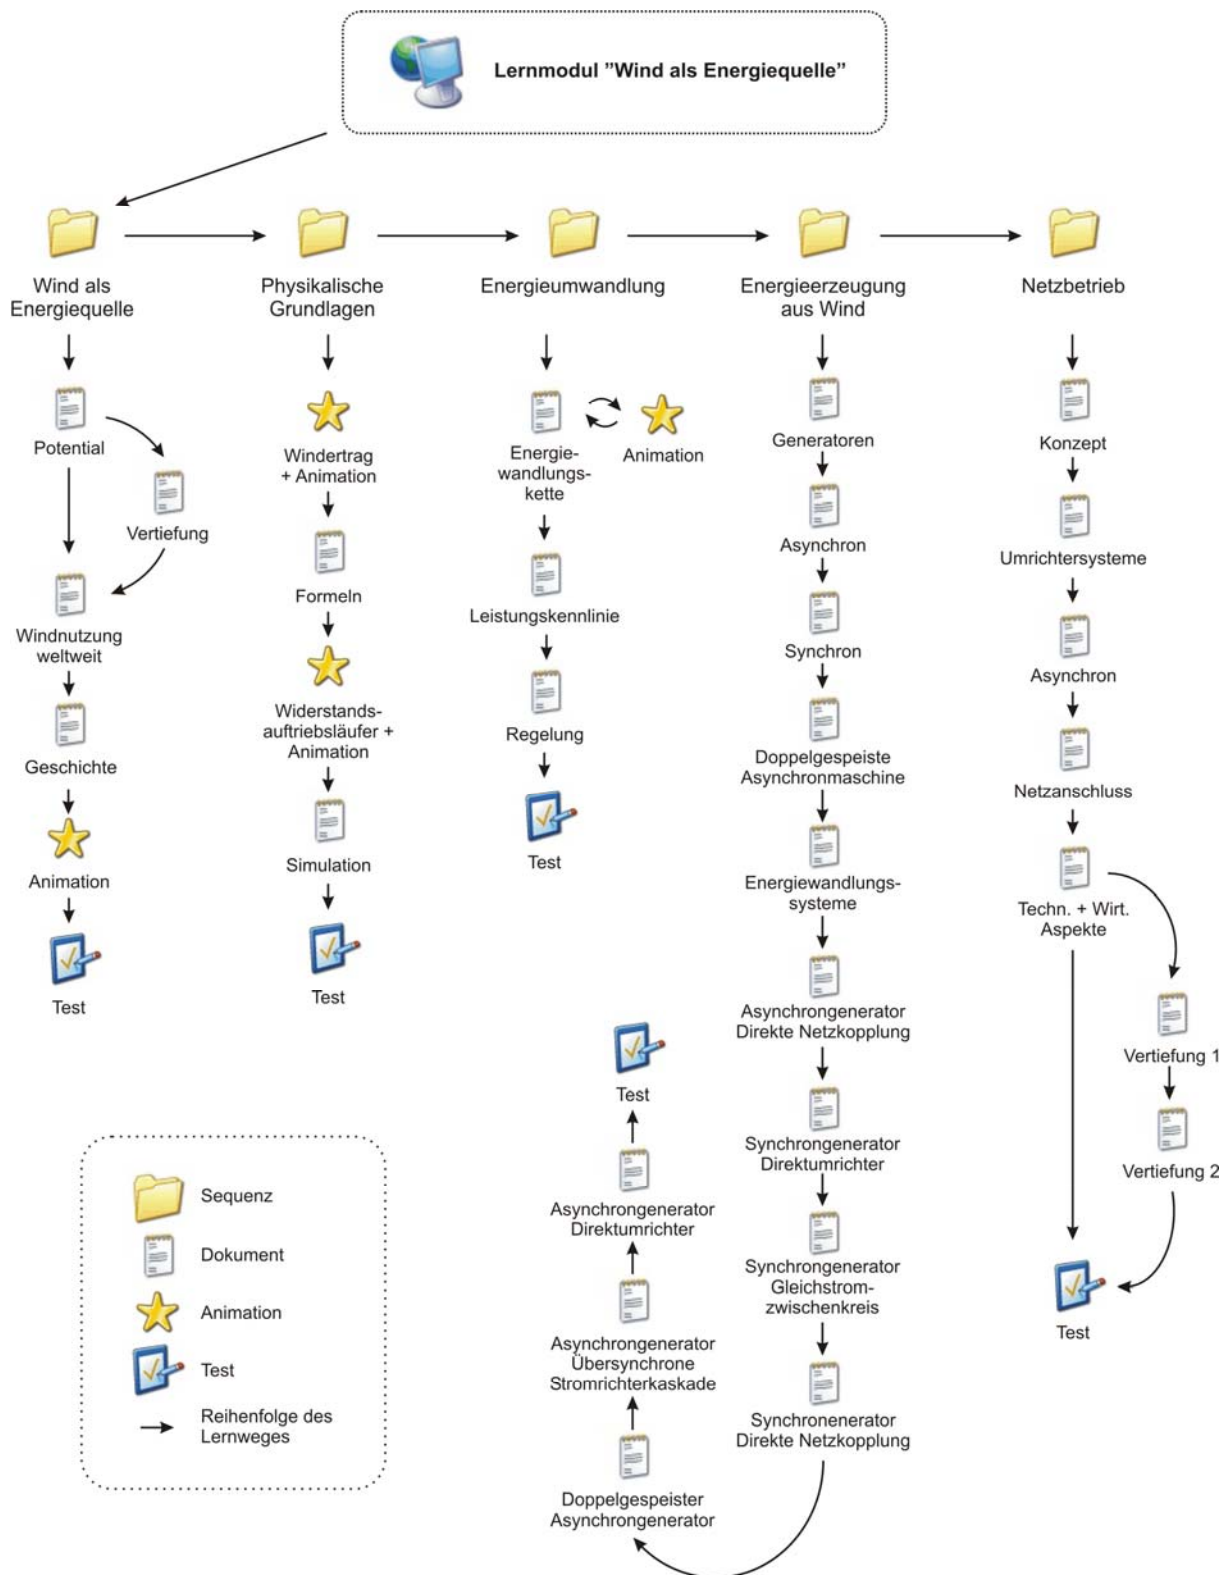 Lernmodul ”Wind als Energiequelle”
Wind als
Energiequelle
Potential
Vertiefung
Windnutzung
weltweit
Geschichte
Animation
Test
Physikalische
Grundlagen
Windertrag
+ Animation
Formeln
Widerstands-
auftriebsläufer +
Animation
Simulation
Test
Energieumwandlung
Energie-
wandlungs-
kette
Animation
Leistungskennlinie
Regelung
Test
Energieerzeugung
aus Wind
Generatoren
Asynchron
Synchron
Doppelgespeiste
Asynchronmaschine
Energiewandlungs-
systeme
Asynchrongenerator
Direkte Netzkopplung
Synchrongenerator
Direktumrichter
Synchrongenerator
Gleichstrom-
zwischenkreis
Synchronenerator
Direkte Netzkopplung
Doppelgespeister
Asynchrongenerator
Asynchrongenerator
Übersynchrone
Stromrichterkaskade
Asynchrongenerator
Direktumrichter
Test
Netzbetrieb
Konzept
Umrichtersysteme
Asynchron
Netzanschluss
Techn. + Wirt.
Aspekte
Vertiefung 1
Vertiefung 2
Test
Sequenz
Dokument
Animation
Test
Reihenfolge des
Lernweges